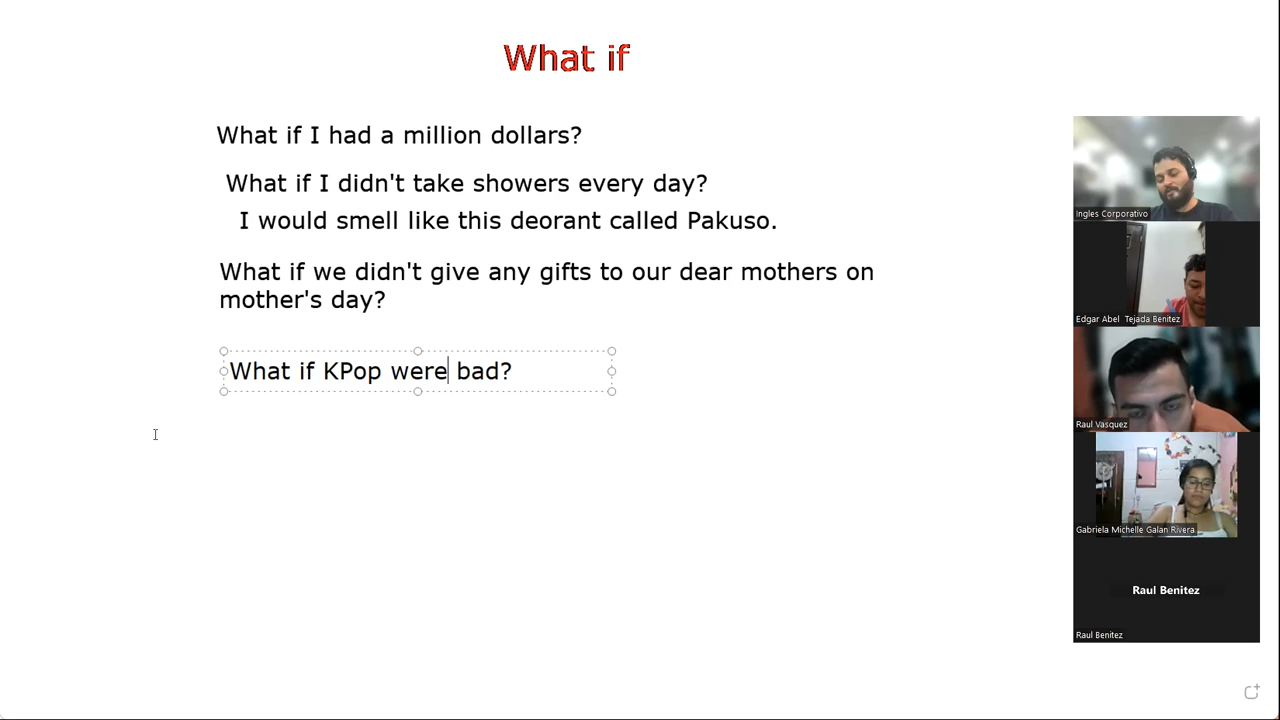 What if
What if I had a million dollars?
What if I didn't take showers every day?
I would smell like this deorant called Pakuso.
What if we didn't give any gifts to our dear mothers on
mother's day?
What if KPop were bad?
Ingles Corporativo
Edgar Abel Tejada Benitez
Raul Vasquez
Gabriela Michelle Galan Rivera
Raul Benitez
Raul Benitez